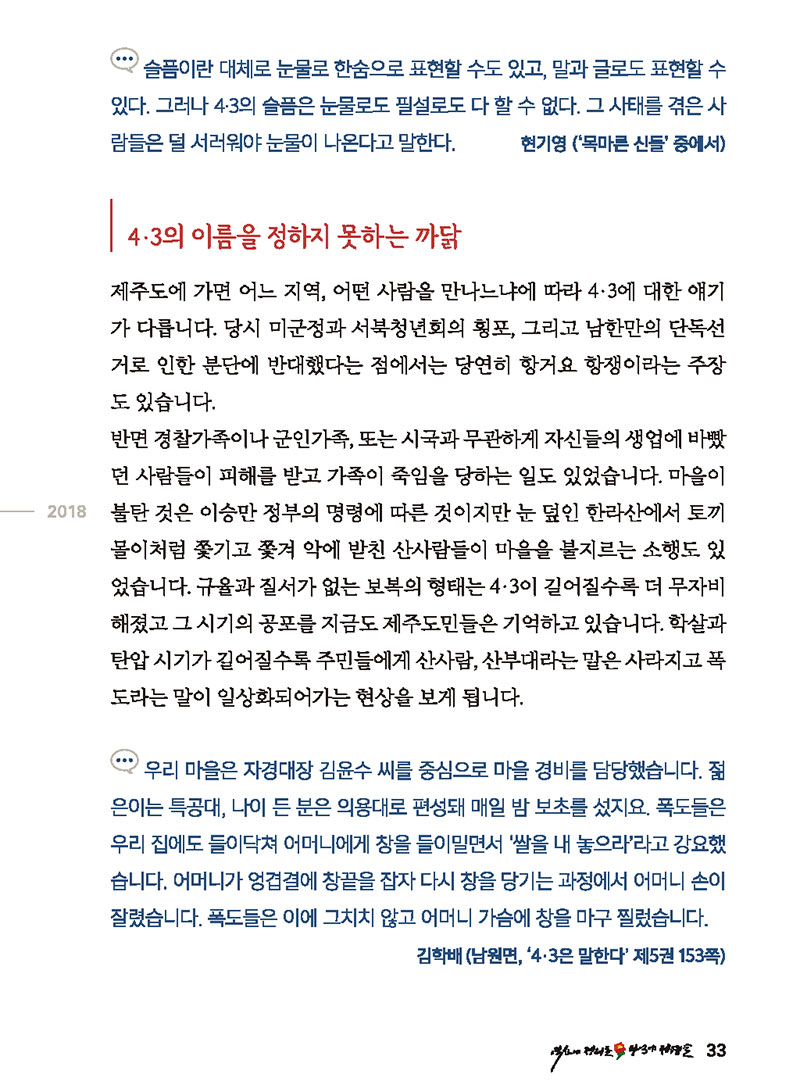 슬픔이란 대체로 눈물로 한숨으로 표현할 수도 있고, 말과 글로도 표현할 수
있다. 그러나 4·3의 슬픔은 눈물로도 필설로도 다 할 수 없다. 그 사태를 겪은 사
람들은 덜 서러워야 눈물이 나온다고 말한다. 현기영 (‘목마른 신들’ 중에서)
4·3의 이름을 정하지 못하는 까닭
제주도에 가면 어느 지역, 어떤 사람을 만나느냐에 따라 4·3에 대한 얘기
가 다릅니다. 당시 미군정과 서북청년회의 횡포, 그리고 남한만의 단독선
거로 인한 분단에 반대했다는 점에서는 당연히 항거요 항쟁이라는 주장
도 있습니다.
반면 경찰가족이나 군인가족, 또는 시국과 무관하게 자신들의 생업에 바빴
던 사람들이 피해를 받고 가족이 죽임을 당하는 일도 있었습니다. 마을이
2018
불탄 것은 이승만 정부의 명령에 따른 것이지만 눈 덮인 한라산에서 토끼
몰이처럼 쫓기고 쫓겨 악에 받친 산사람들이 마을을 불지르는 소행도 있
었습니다. 규율과 질서가 없는 보복의 형태는 4·3이 길어질수록 더 무자비
해졌고 그 시기의 공포를 지금도 제주도민들은 기억하고 있습니다. 학살과
탄압 시기가 길어질수록 주민들에게 산사람, 산부대라는 말은 사라지고 폭
도라는 말이 일상화되어가는 현상을 보게 됩니다.
우리 마을은 자경대장 김윤수 씨를 중심으로 마을 경비를 담당했습니다. 젊
은이는 특공대, 나이 든 분은 의용대로 편성돼 매일 밤 보초를 섰지요. 폭도들은
우리 집에도 들이닥쳐 어머니에게 창을 들이밀면서 '쌀을 내 놓으라'라고 강요했
습니다. 어머니가 엉겁결에 창끝을 잡자 다시 창을 당기는 과정에서 어머니 손이
잘렸습니다. 폭도들은 이에 그치치 않고 어머니 가슴에 창을 마구 찔렀습니다.
김학배 (남원면, ‘4·3은 말한다’ 제5권 153쪽)
33